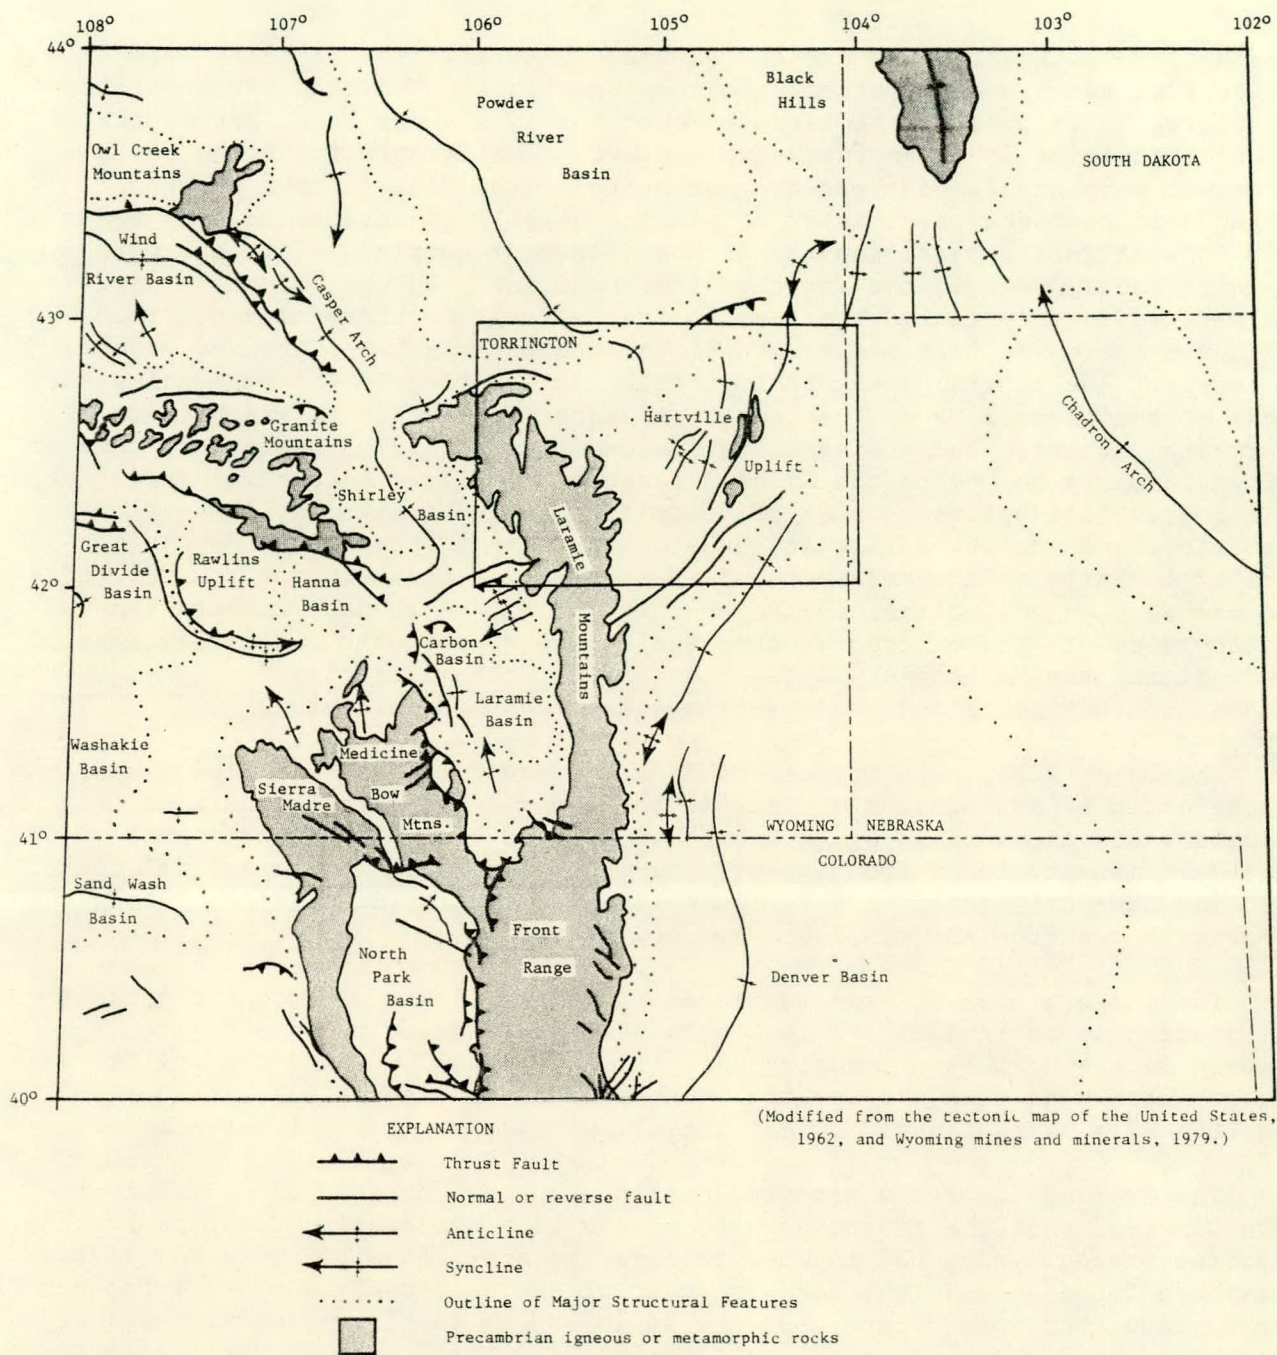 108° 107° 106° 105° 104° 103° 102°
44°
Black
Hills
Powder
River
Basin
Owl Creek
Mountains
SOUTH DAKOTA
Wind
River Basin
Casper Arch
43°
TORRINGTON
Chadron Arch
Hartville
Uplift
Granite
Mountains
Shirley
Basin
Laramie
Mountains
Great
Divide
Basin
Rawlins
Uplift
Hanna
Basin
42°
Carbon
Basin
Laramie
Basin
Washakie
Basin
Medicine
Bow
Mtns.
Sierra
Madre
41°
WYOMING NEBRASKA
COLORADO
Sand Wash
Basin
Front
Range
North
Park
Basin
Denver Basin
40°
(Modified from the tectonic map of the United States,
1962, and Wyoming mines and minerals, 1979.)
EXPLANATION
Thrust Fault
Normal or reverse fault
Anticline
Syncline
Outline of Major Structural Features
Precambrian igneous or metamorphic rocks